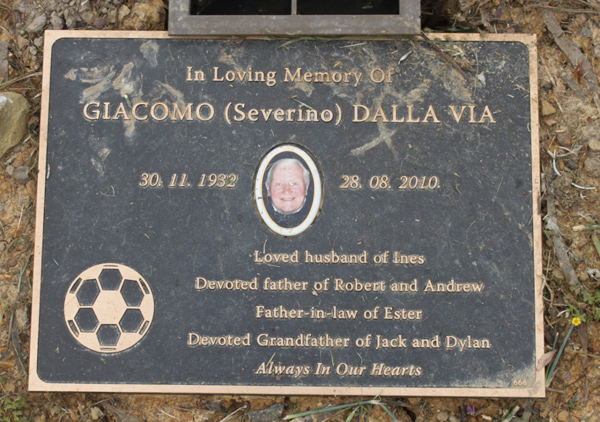 In Loving Memory Of
GIACOMO (Severino) DALLA VIA
30. 11. 1932 28. 08. 2010.
Loved husband of Ines
Devoted father of Robert and Andrew
Father-in-law of Ester
Devoted Grandfather of Jack and Dylan
Always In Our Hearts
666